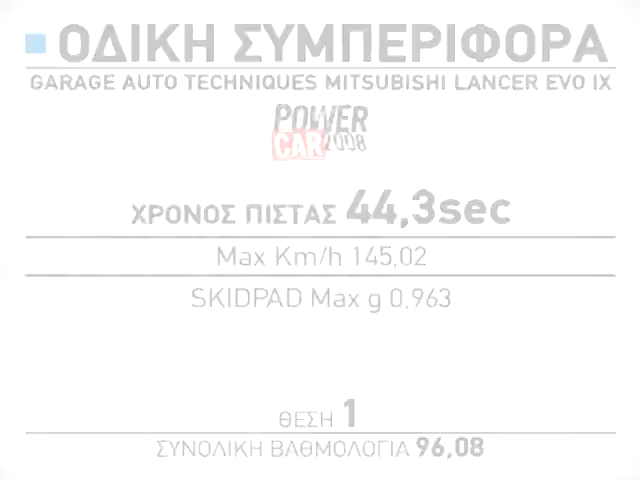 ΟΔΙΚΗ ΣΥΜΠΕΡΙΦΟΡΑ
GARAGE AUTO TECHNIQUES MITSUBISHI LANCER EVO IX
POWER
CAR 2008
ΧΡΟΝΟΣ ΠΙΣΤΑΣ 44,3sec
Max Km/h 145,02
SKIDPAD Max g 0,963
ΘΕΣΗ 1
ΣΥΝΟΛΙΚΗ ΒΑΘΜΟΛΟΓΙΑ 96,08